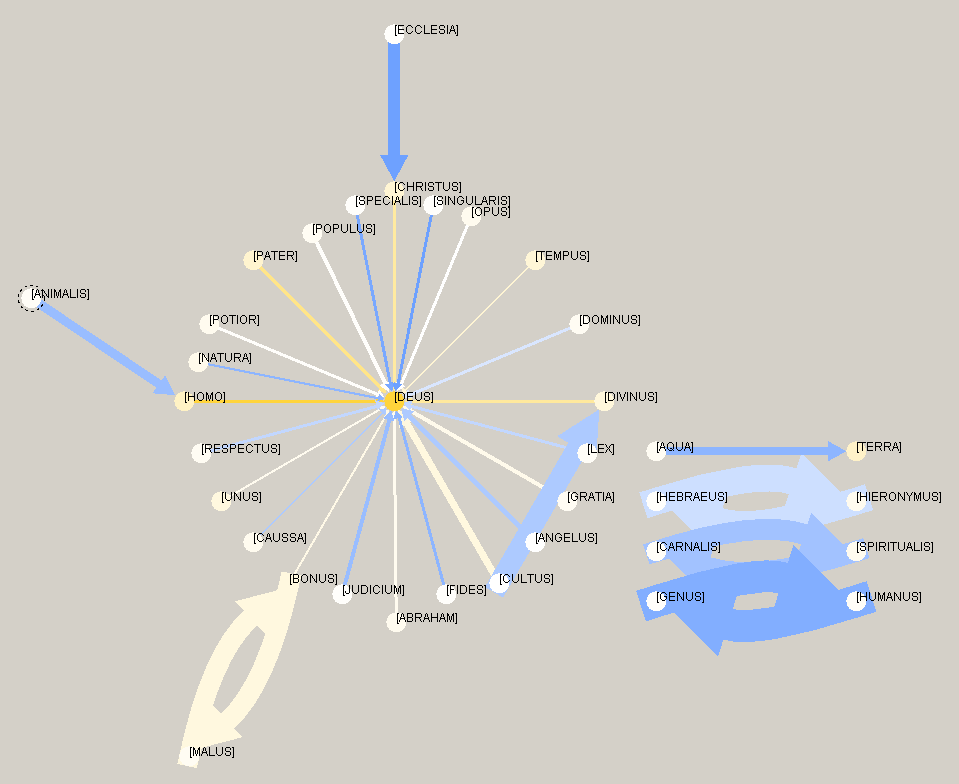 [ECCLESIA]
[CHRISTUS]
[SPECIALIS]
[SINGULARIS]
[OPUS]
[POPULUS]
[PATER]
[TEMPUS]
[ANIMALIS]
[POTIOR]
[DOMINUS]
[NATURA]
[HOMO]
[DEUS]
[DIVINUS]
[RESPECTUS]
[LEX]
[AQUA]
[TERRA]
[UNUS]
[GRATIA]
[HEBRAEUS]
[HIERONYMUS]
[CAUSSA]
[ANGELUS]
[CARNALIS]
[SPIRITUALIS]
[BONUS]
[JUDICIUM]
[FIDES]
[CULTUS]
[GENUS]
[HUMANUS]
[ABRAHAM]
[MALUS]